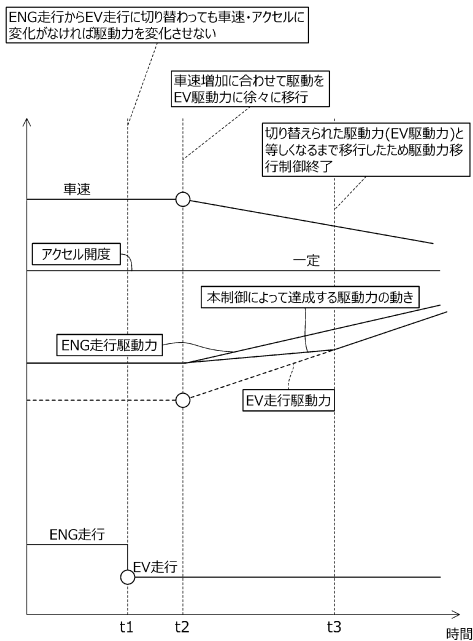 ENG走行からEV走行に切り替わっても車速・アクセルに
変化がなければ駆動力を変化させない
車速増加に合わせて駆動を
EV駆動力に徐々に移行
切り替えられた駆動力(EV駆動力)と
等しくなるまで移行したため駆動力移
行制御終了
車速
アクセル開度
一定
本制御によって達成する駆動力の動き
ENG走行駆動力
EV走行駆動力
ENG走行
EV走行
t1
t2
t3
時間